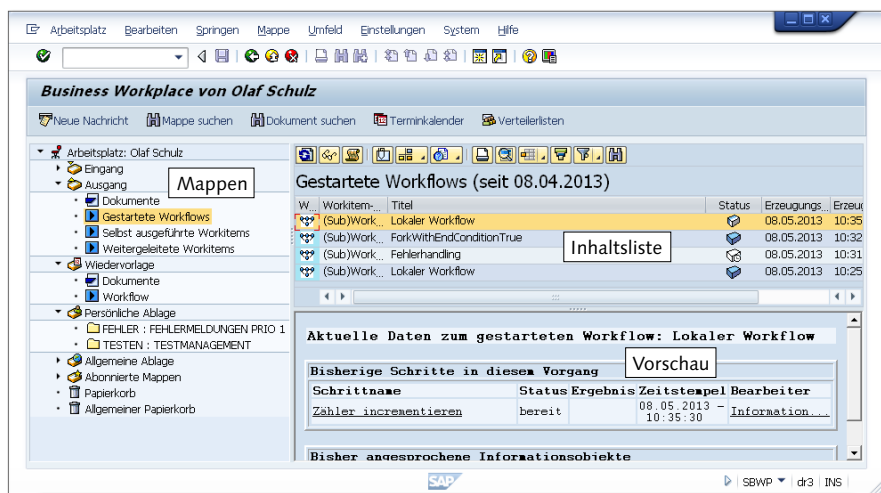 Arbeitsplatz Bearbeiten Springen Mappe Umfeld Einstellungen System Hilfe
Business Workplace von Olaf Schulz
Neue Nachricht Mappe suchen Dokument suchen Terminkalender Verteilerlisten
Arbeitsplatz: Olaf Schulz
Eingang
Ausgang
Dokumente
Gestartete Workflows
Selbst ausgeführte Workitems
Weitergeleitete Workitems
Wiedervorlage
Dokumente
Workflow
Persönliche Ablage
FEHLER : FEHLERMELDUNGEN PRIO 1
TESTEN : TESTMANAGEMENT
Allgemeine Ablage
Abonnierte Mappen
Papierkorb
Allgemeiner Papierkorb
Mappen
Gestartete Workflows (seit 08.04.2013)
W... Workitem-... Titel Status Erzeugungs... Erzeug
(Sub)Work... Lokaler Workflow 08.05.2013 10:35
(Sub)Work... ForkWithEndConditionTrue 08.05.2013 10:32
(Sub)Work... Fehlerhandling 08.05.2013 10:31
(Sub)Work... Lokaler Workflow 08.05.2013 10:25
Inhaltsliste
Aktuelle Daten zum gestarteten Workflow: Lokaler Workflow
Vorschau
Bisherige Schritte in diesem Vorgang
Schrittname Status Ergebnis Zeitstempel Bearbeiter
Zähler incrementieren bereit 08.05.2013 – Information...
10:35:30
Bisher angesprochene Informationsobjekte
SAP SBWP dr3 INS